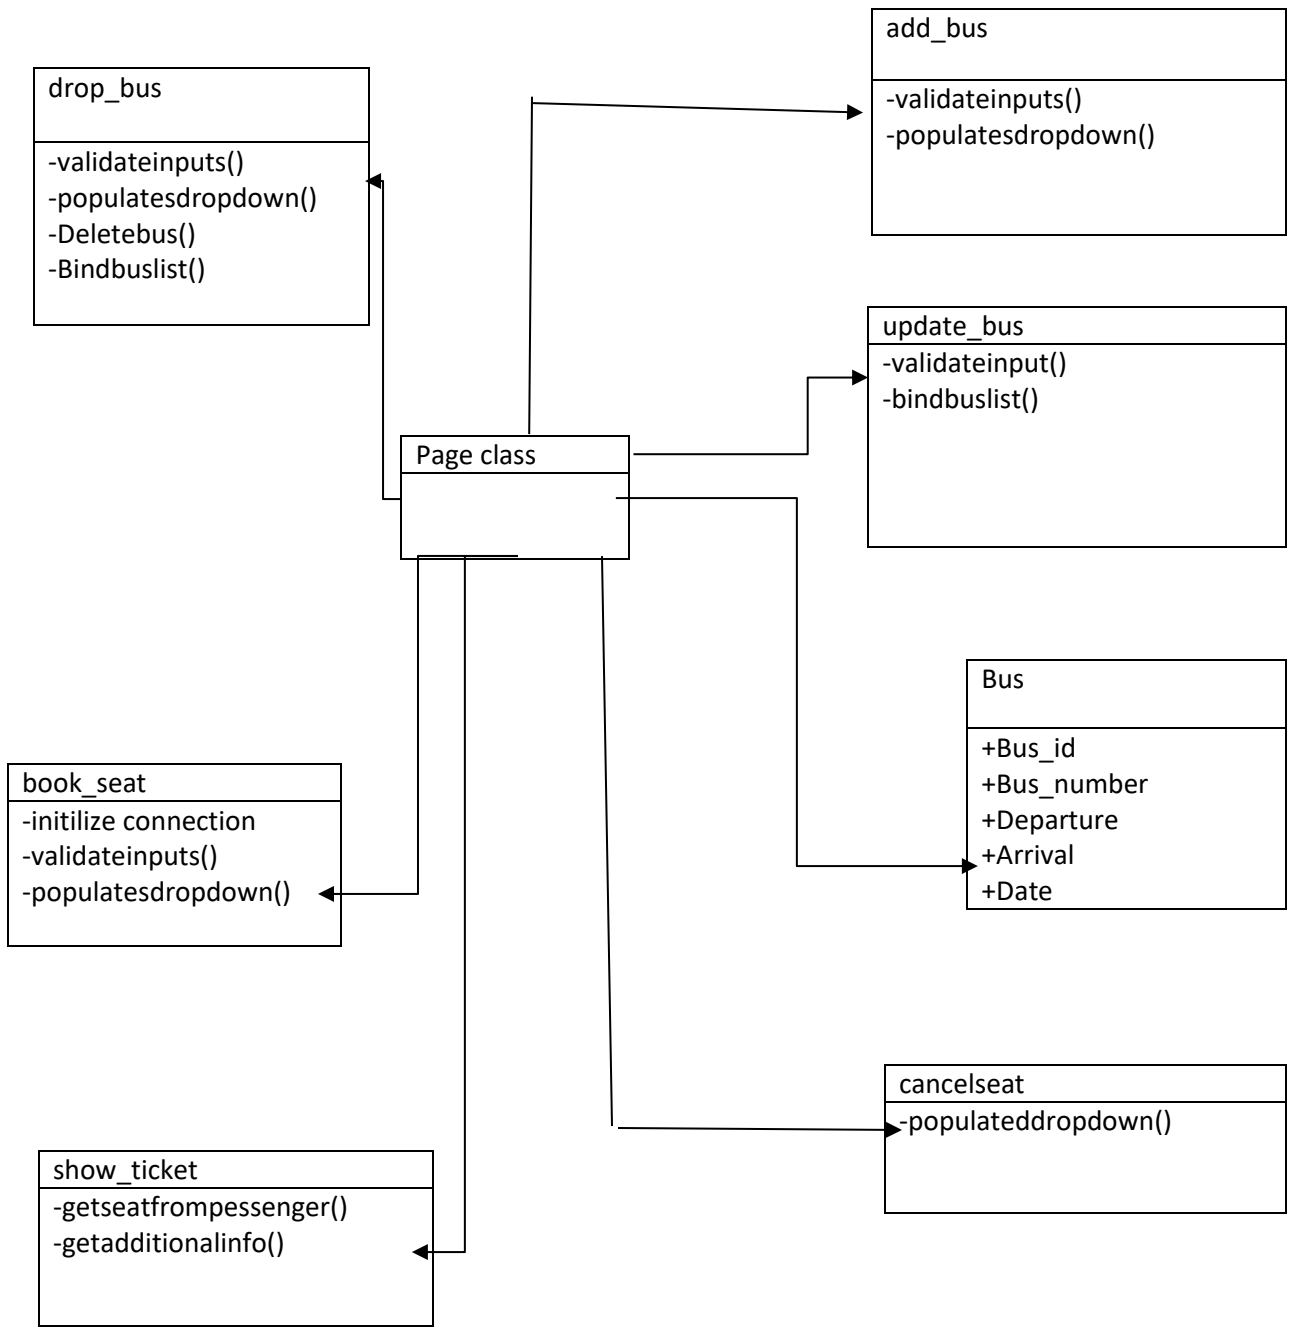 add_bus
-validateinputs()
-populatesdropdown()
drop_bus
-validateinputs()
-populatesdropdown()
-Deletebus()
-Bindbuslist()
update_bus
-validateinput()
-bindbuslist()
Page class
Bus
+Bus_id
+Bus_number
+Departure
+Arrival
+Date
book_seat
-initilize connection
-validateinputs()
-populatesdropdown()
cancelseat
-populateddropdown()
show_ticket
-getseatfrompessenger()
-getadditionalinfo()